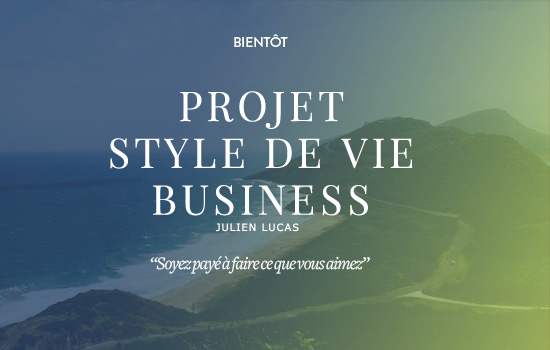 BIENTÔT
PROJET
STYLE DE VIE
BUSINESS
JULIEN LUCAS
“Soyez payé à faire ce que vous aimez”